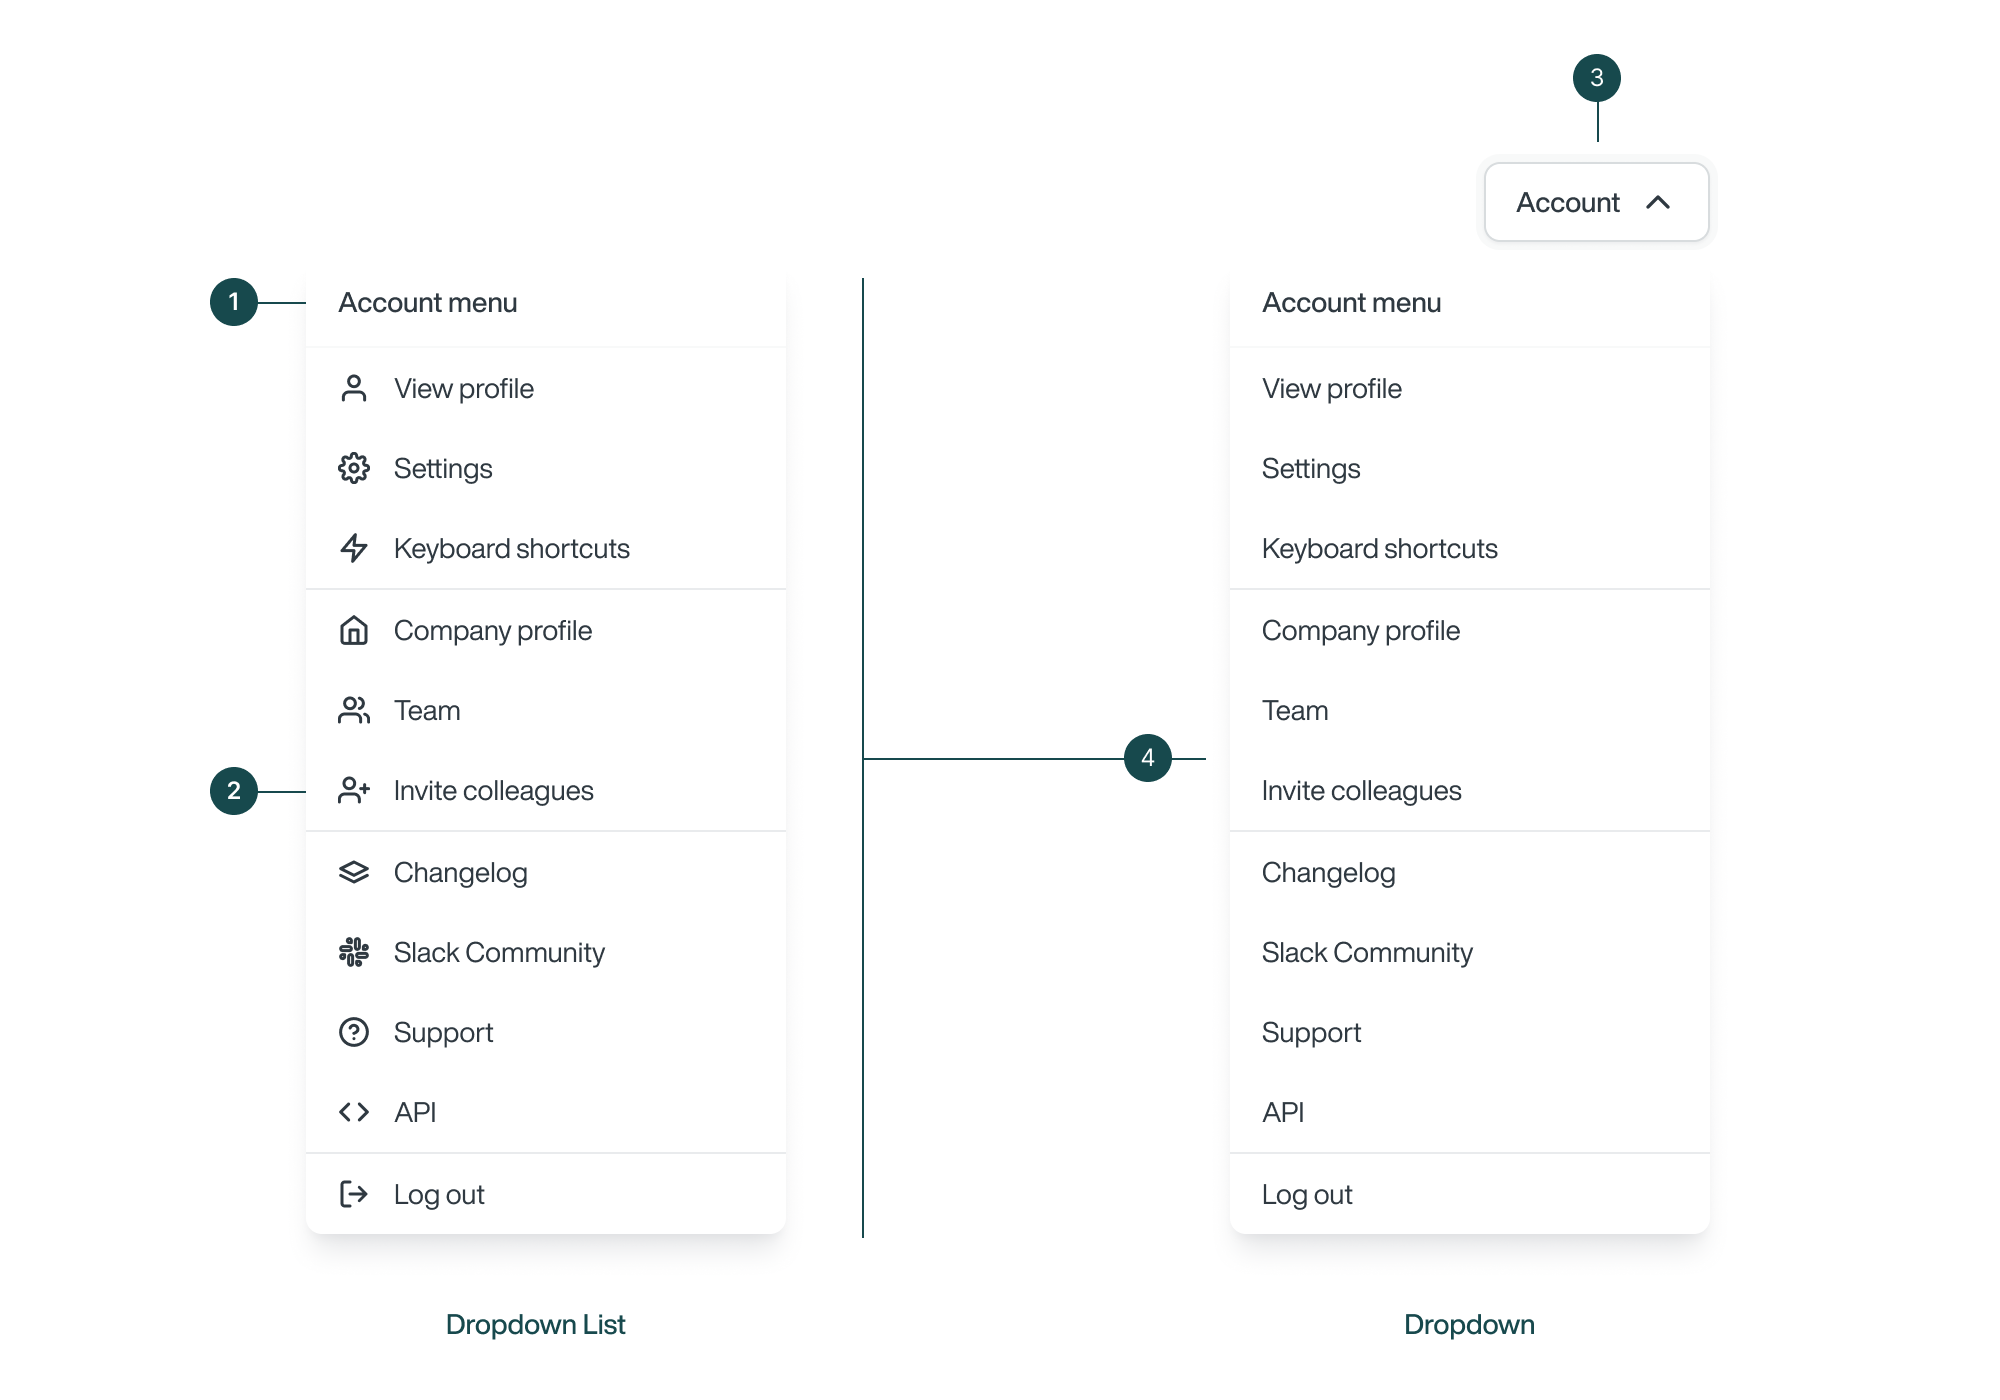 3
Account
1
Account menu
View profile
Settings
Keyboard shortcuts
Company profile
Team
2
Invite colleagues
Changelog
Slack Community
Support
API
Log out
Dropdown List
4
Account menu
View profile
Settings
Keyboard shortcuts
Company profile
Team
Invite colleagues
Changelog
Slack Community
Support
API
Log out
Dropdown